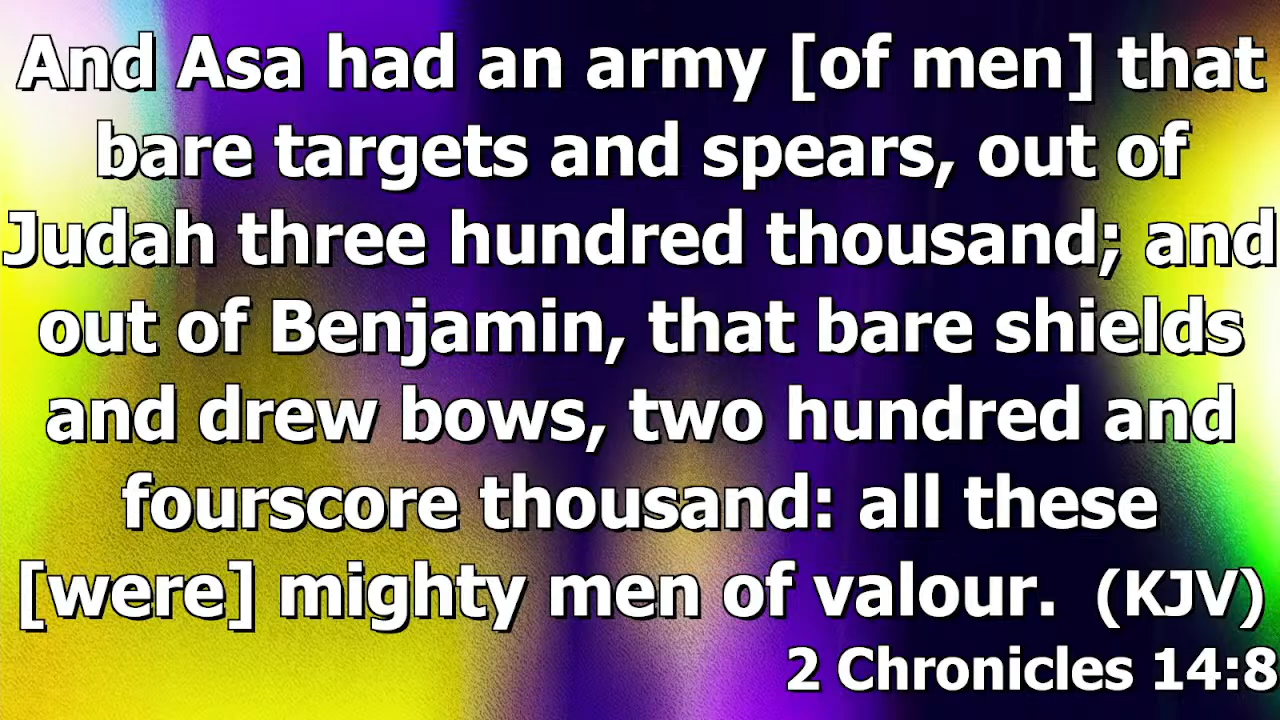 And Asa had an army [of men] that
bare targets and spears, out of
Judah three hundred thousand; and
out of Benjamin, that bare shields
and drew bows, two hundred and
fourscore thousand: all these
[were] mighty men of valour. (KJV)
2 Chronicles 14:8